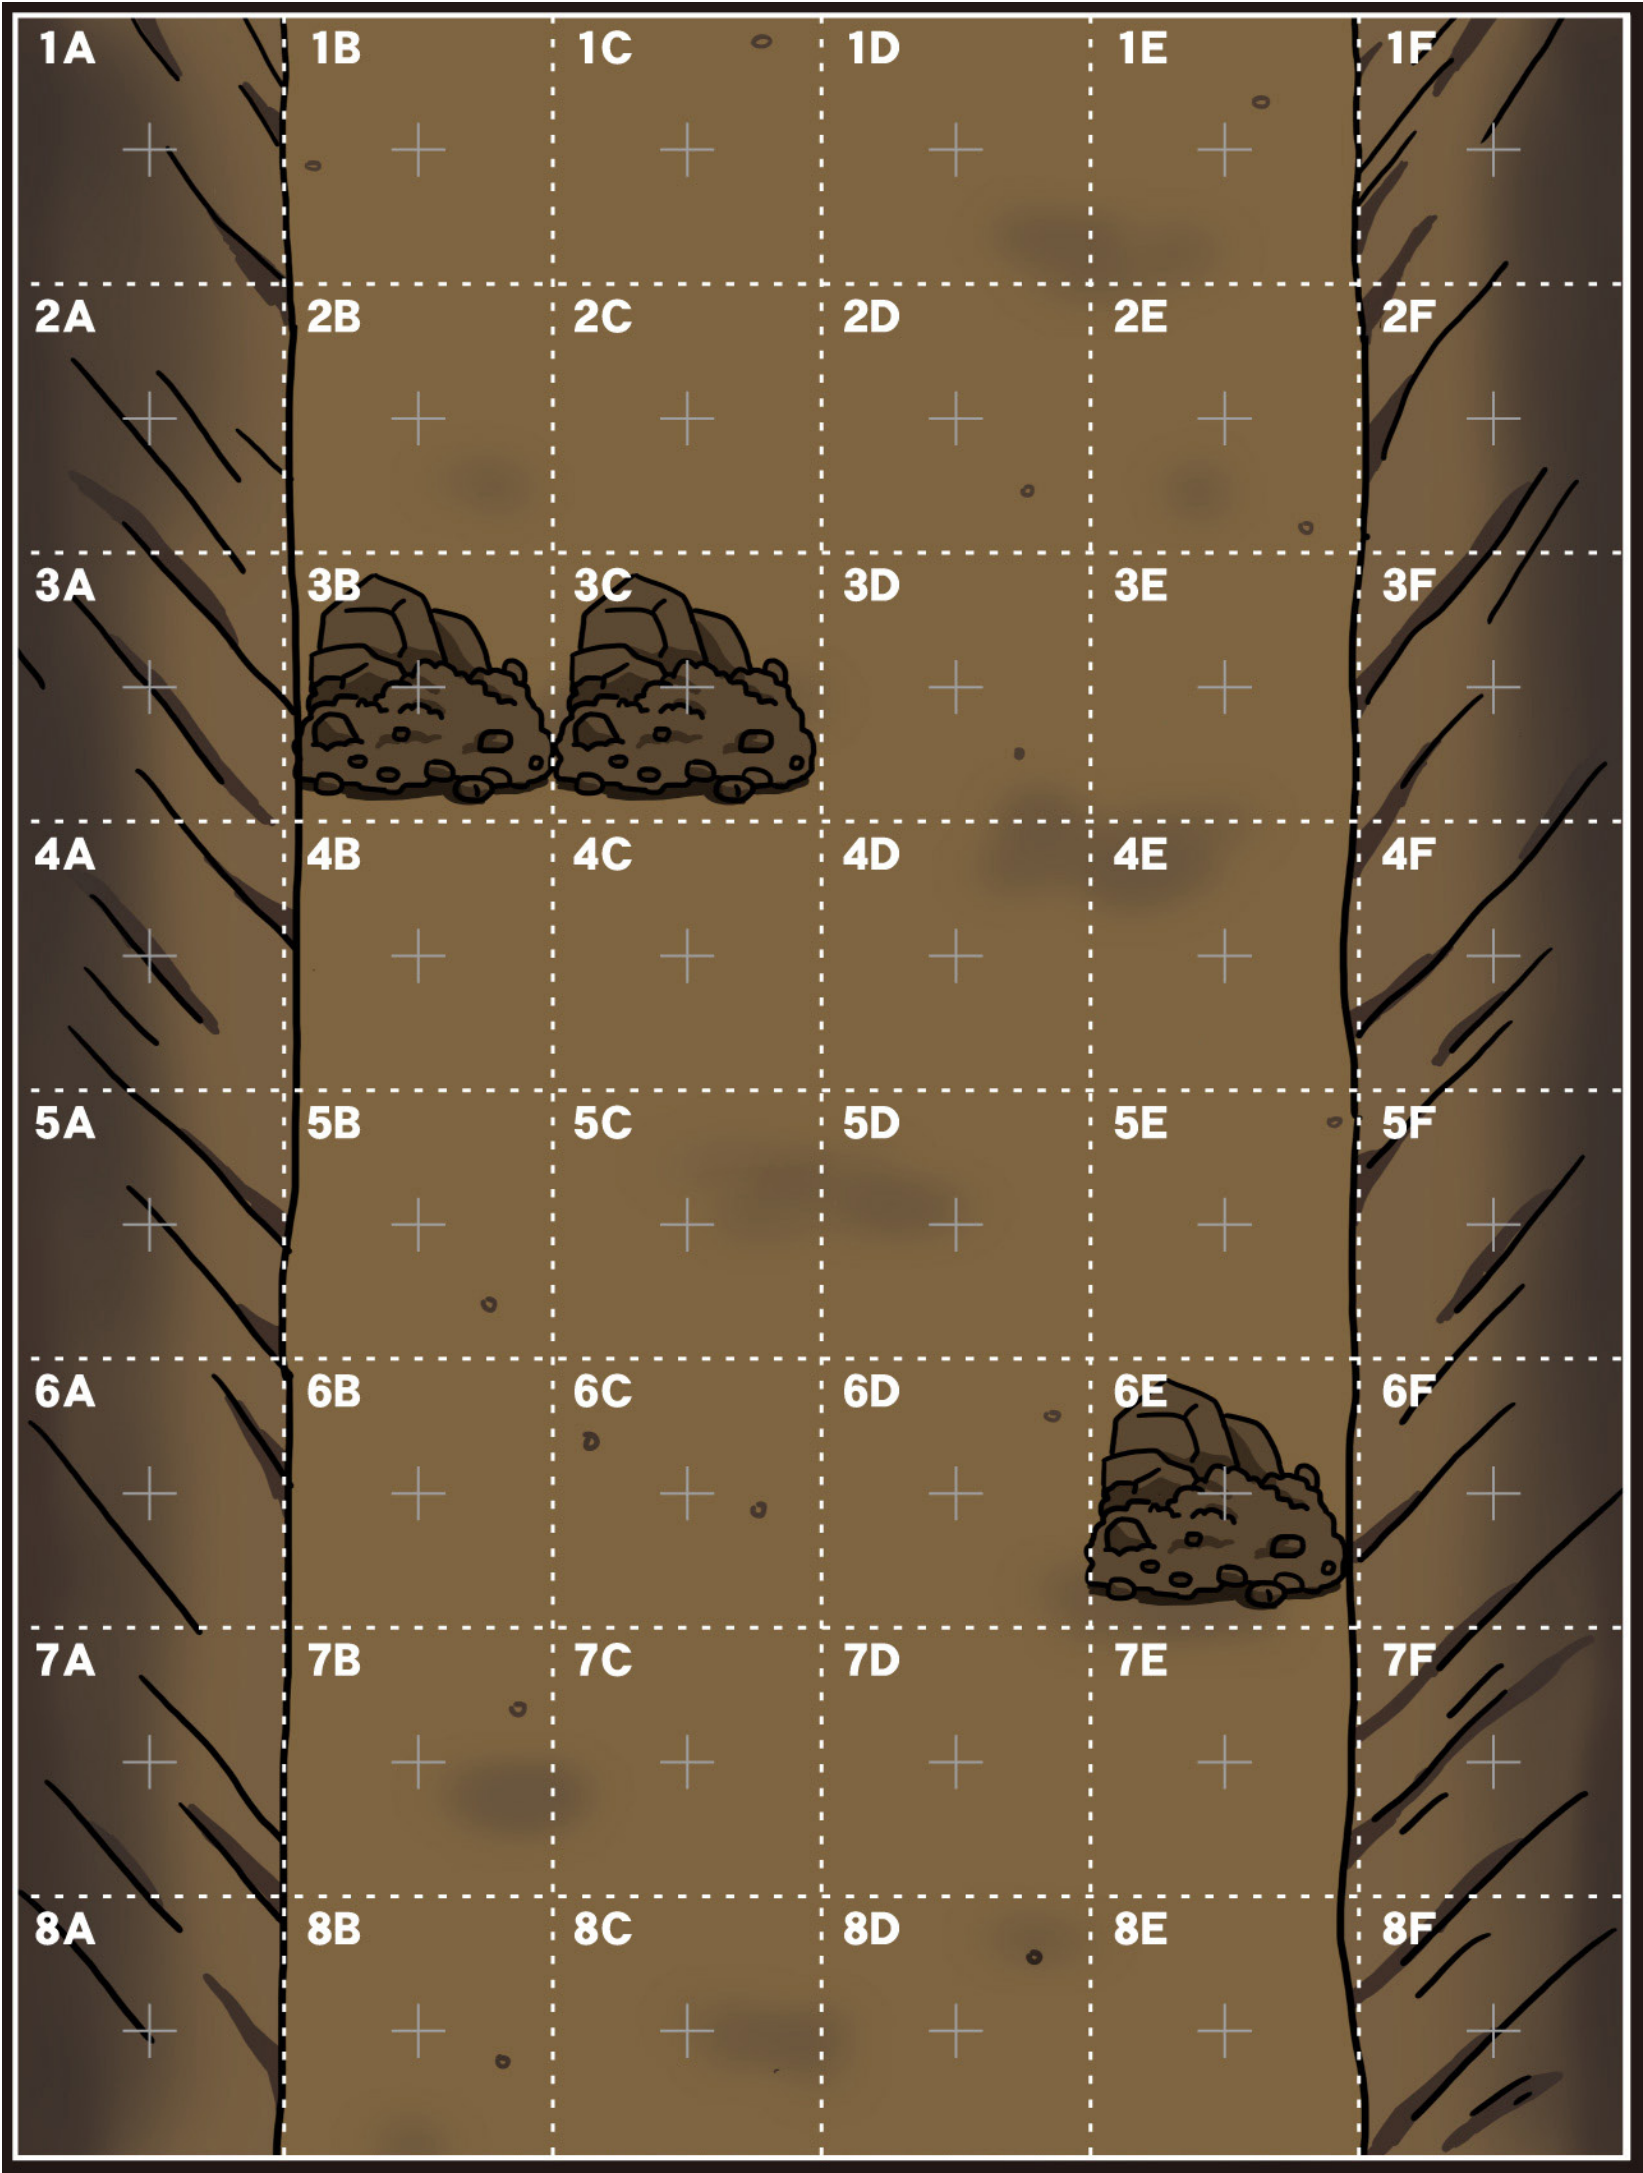 1A 1B 1C 1D 1E 1F
2A 2B 2C 2D 2E 2F
3A 3B 3C 3D 3E 3F
4A 4B 4C 4D 4E 4F
5A 5B 5C 5D 5E 5F
6A 6B 6C 6D 6E 6F
7A 7B 7C 7D 7E 7F
8A 8B 8C 8D 8E 8F